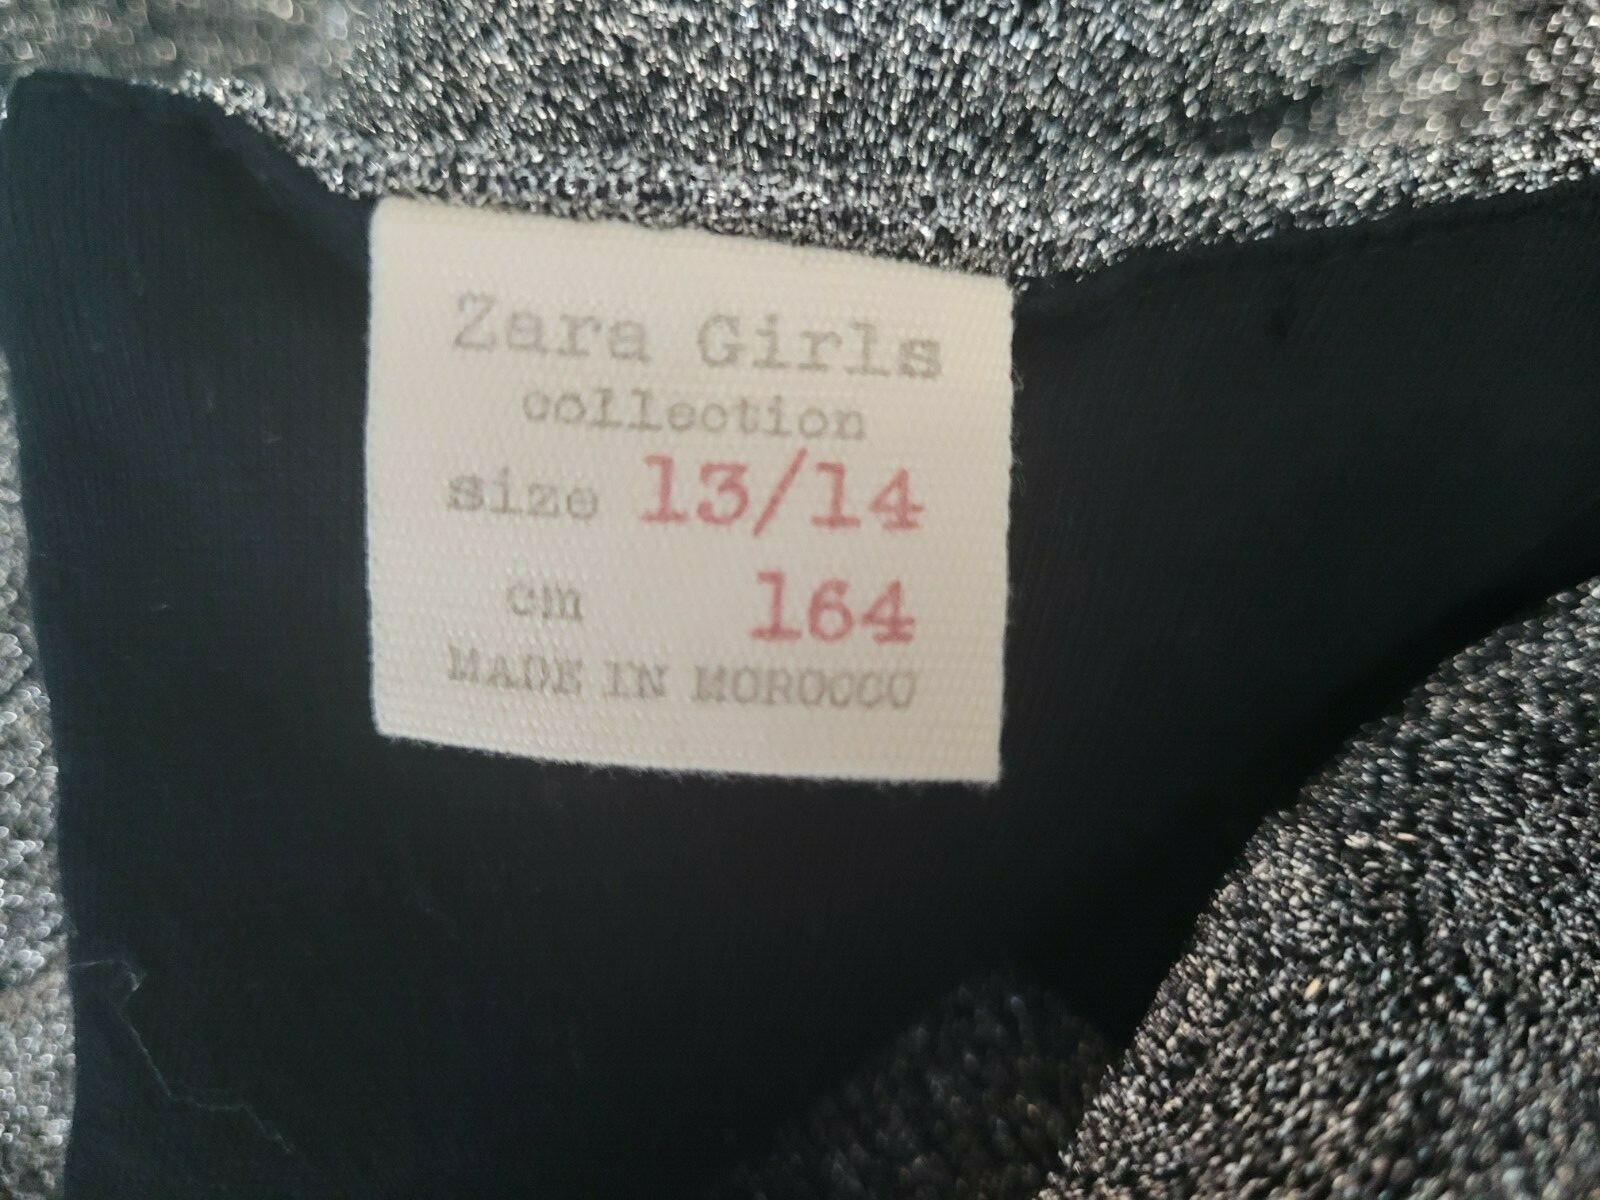 Zara Girls
collection
size 13/14
cm 164
MADE IN MOROCCO